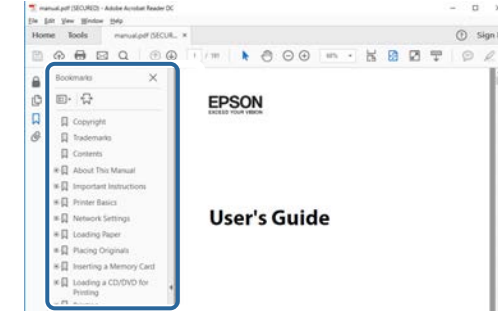 manual.pdf (SECURED) - Adobe Acrobat Reader DC
File Edit View Window Help
Home Tools manual.pdf (SECUR... ×
Sign I
Bookmarks
Copyright
Trademarks
Contents
About This Manual
Important Instructions
Printer Basics
Network Settings
Loading Paper
Placing Originals
Inserting a Memory Card
Loading a CD/DVD for
Printing
EPSON
EXCEED YOUR VISION
User's Guide